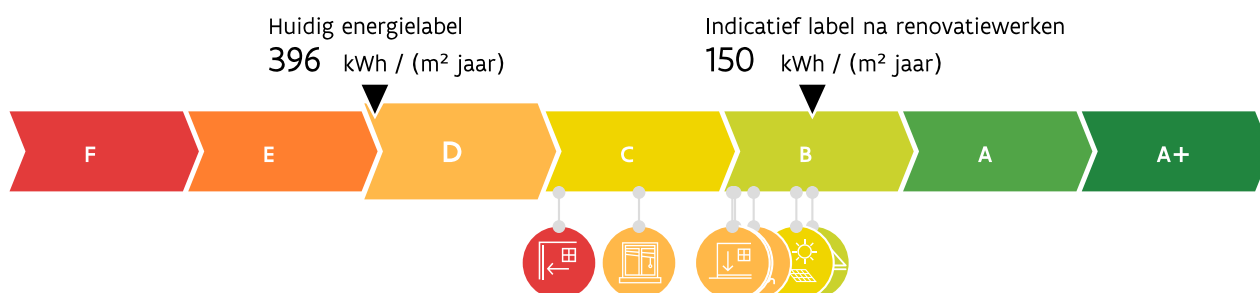 Huidig energielabel
396 kWh / (m² jaar)
Indicatief label na renovatiewerken
150 kWh / (m² jaar)
F E D C B A A+